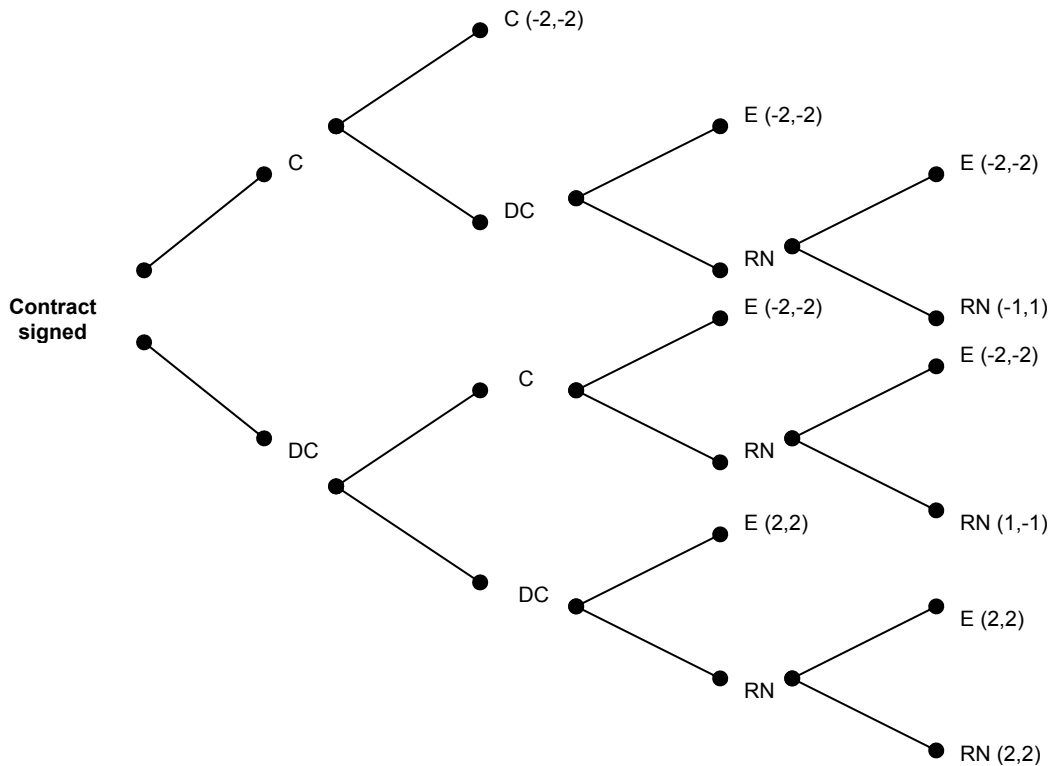 C (-2,-2)
E (-2,-2)
C
E (-2,-2)
DC
RN
Contract
signed
E (-2,-2)
RN (-1,1)
E (-2,-2)
C
DC
RN
E (2,2)
RN (1,-1)
DC
E (2,2)
RN
RN (2,2)